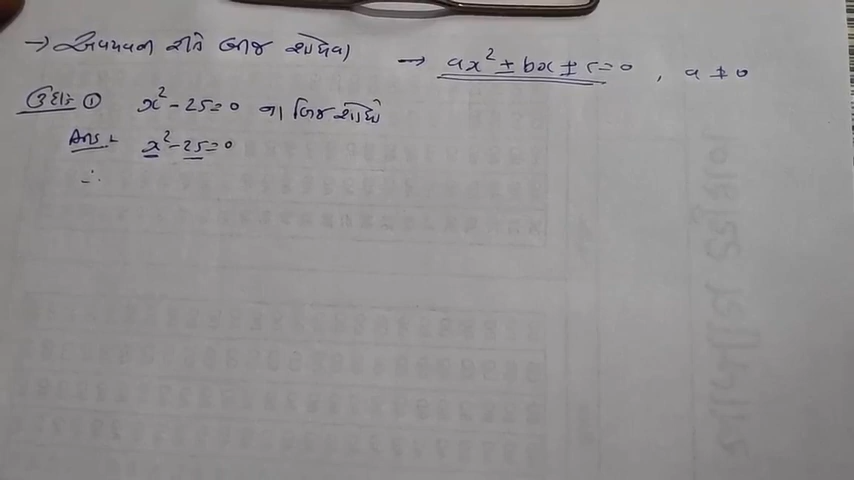 → અવયવની રીતે બીજ શોધવા → ax² ± bx ± c = 0 , a ≠ 0
ઉદા: ① x² - 25 = 0 ના બીજ શોધો
Ans : x² - 25 = 0
∴